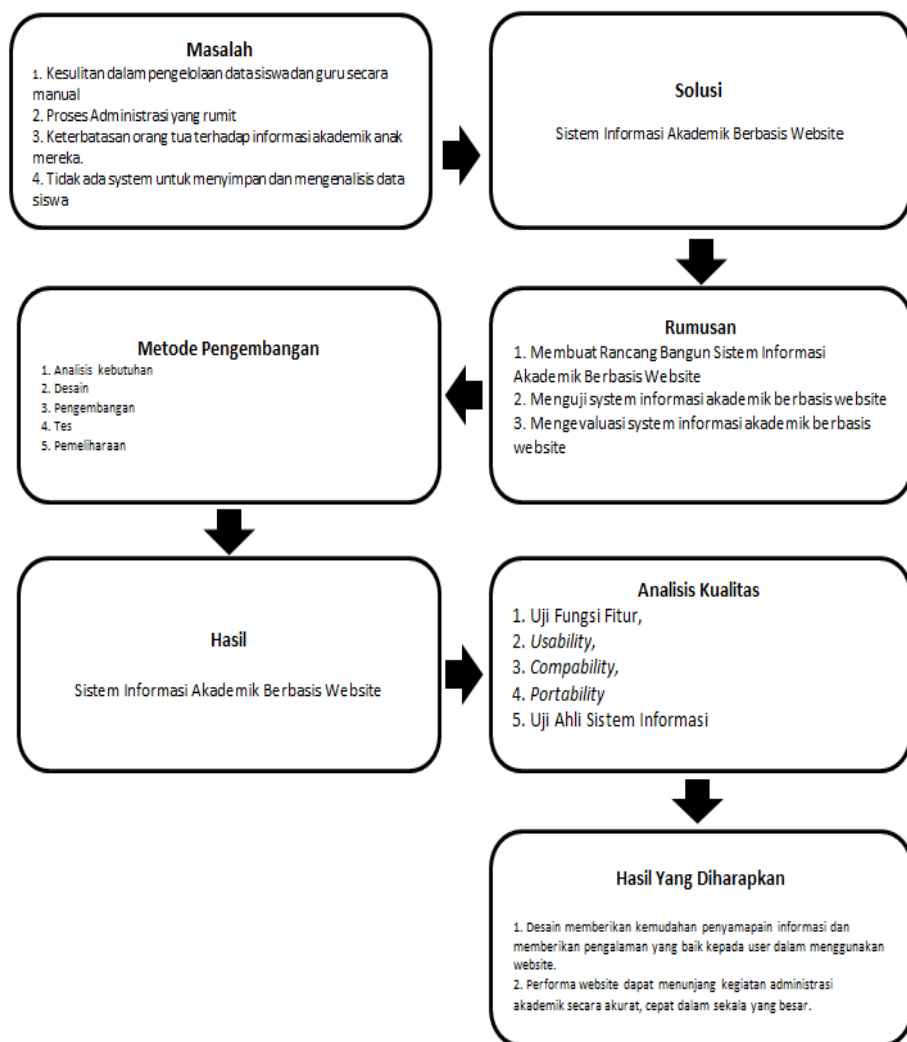 Masalah
1. Kesulitan dalam pengelolaan data siswa dan guru secara
manual
2. Proses Administrasi yang rumit
3. Keterbatasan orang tua terhadap informasi akademik anak
mereka.
4. Tidak ada system untuk menyimpan dan mengenalisis data
siswa
Solusi
Sistem Informasi Akademik Berbasis Website
Rumusan
1. Membuat Rancang Bangun Sistem Informasi
Akademik Berbasis Website
2. Menguji system informasi akademik berbasis website
3. Mengevaluasi system informasi akademik berbasis
website
Metode Pengembangan
1. Analisis kebutuhan
2. Desain
3. Pengembangan
4. Tes
5. Pemeliharaan
Hasil
Sistem Informasi Akademik Berbasis Website
Analisis Kualitas
1. Uji Fungsi Fitur,
2. Usability,
3. Compability,
4. Portability
5. Uji Ahli Sistem Informasi
Hasil Yang Diharapkan
1. Desain memberikan kemudahan penyamapain informasi dan
memberikan pengalaman yang baik kepada user dalam menggunakan
website.
2. Performa website dapat menunjang kegiatan administrasi
akademik secara akurat, cepat dalam sekala yang besar.